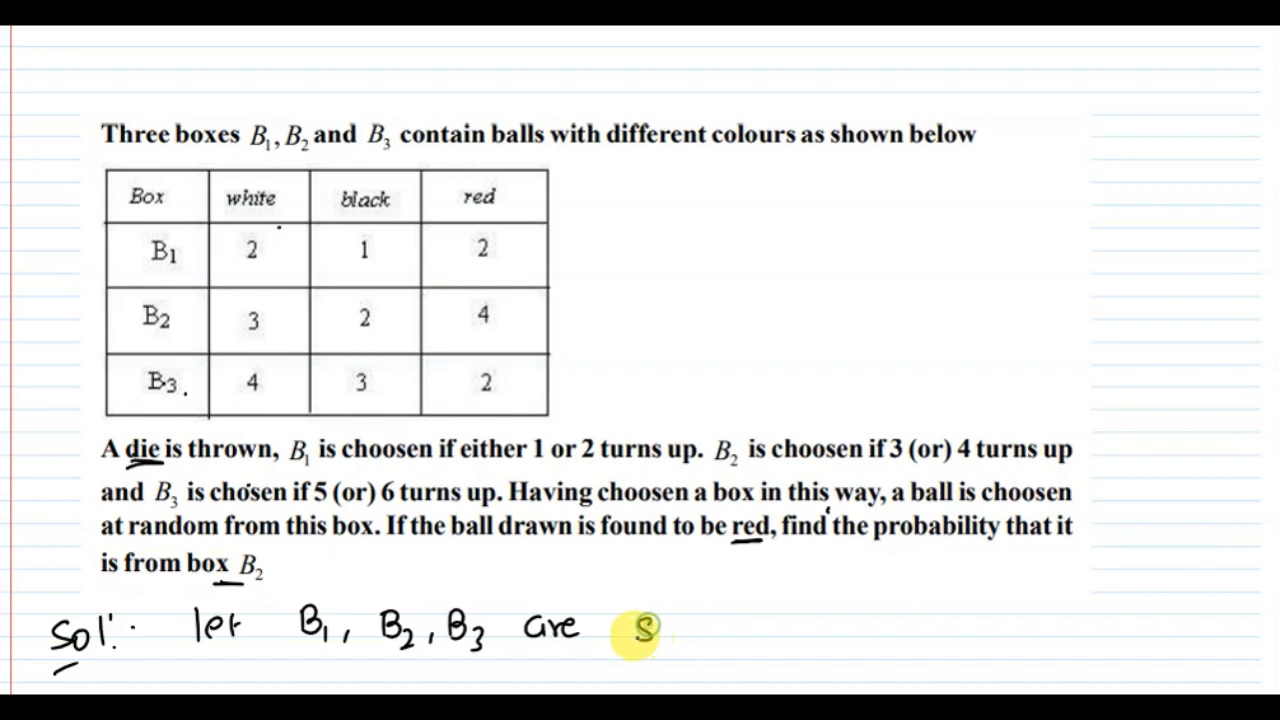 Three boxes B₁, B₂ and B₃ contain balls with different colours as shown below
Box white black red
B1 2 1 2
B2 3 2 4
B3. 4 3 2
A die is thrown, B₁ is choosen if either 1 or 2 turns up. B₂ is choosen if 3 (or) 4 turns up
and B₃ is chosen if 5 (or) 6 turns up. Having choosen a box in this way, a ball is choosen
at random from this box. If the ball drawn is found to be red, find the probability that it
is from box B₂
Sol: let B₁, B₂, B₃ are S